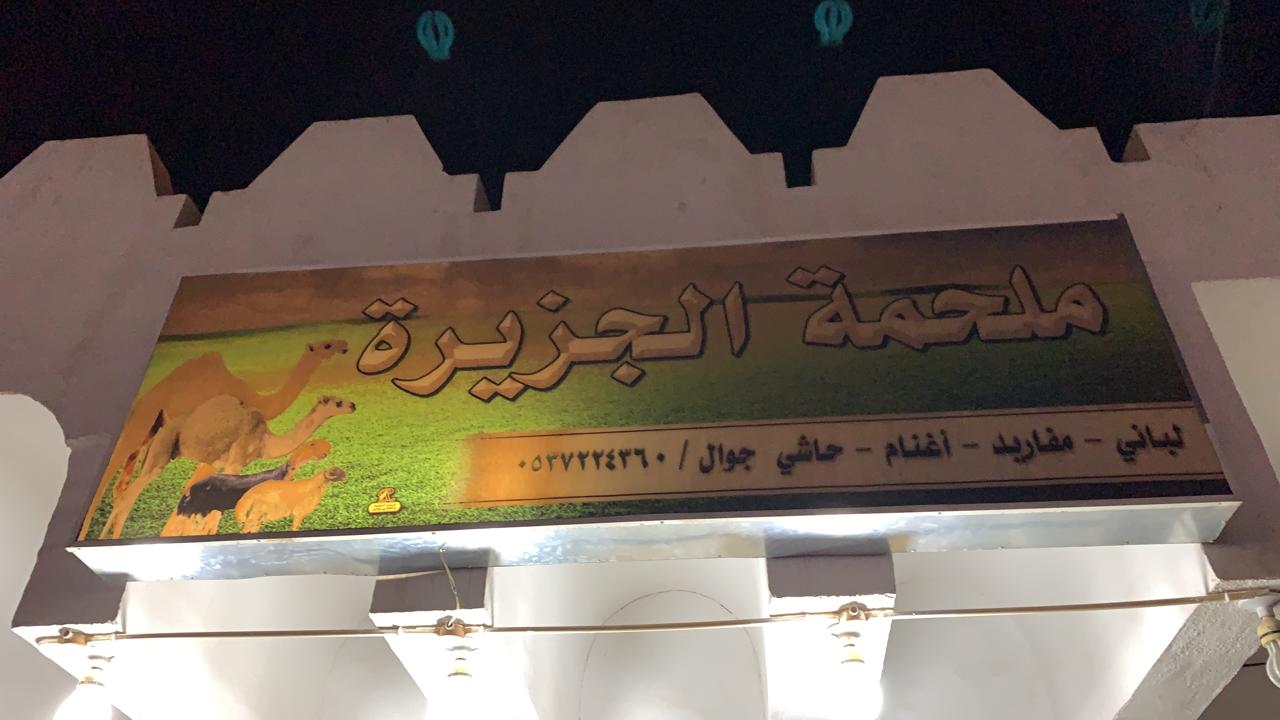 ملحمة الجزيرة
لباني - مفاريد - أغنام - حاشي جوال / ٠٥٣٧٢٢٤٣٦٠